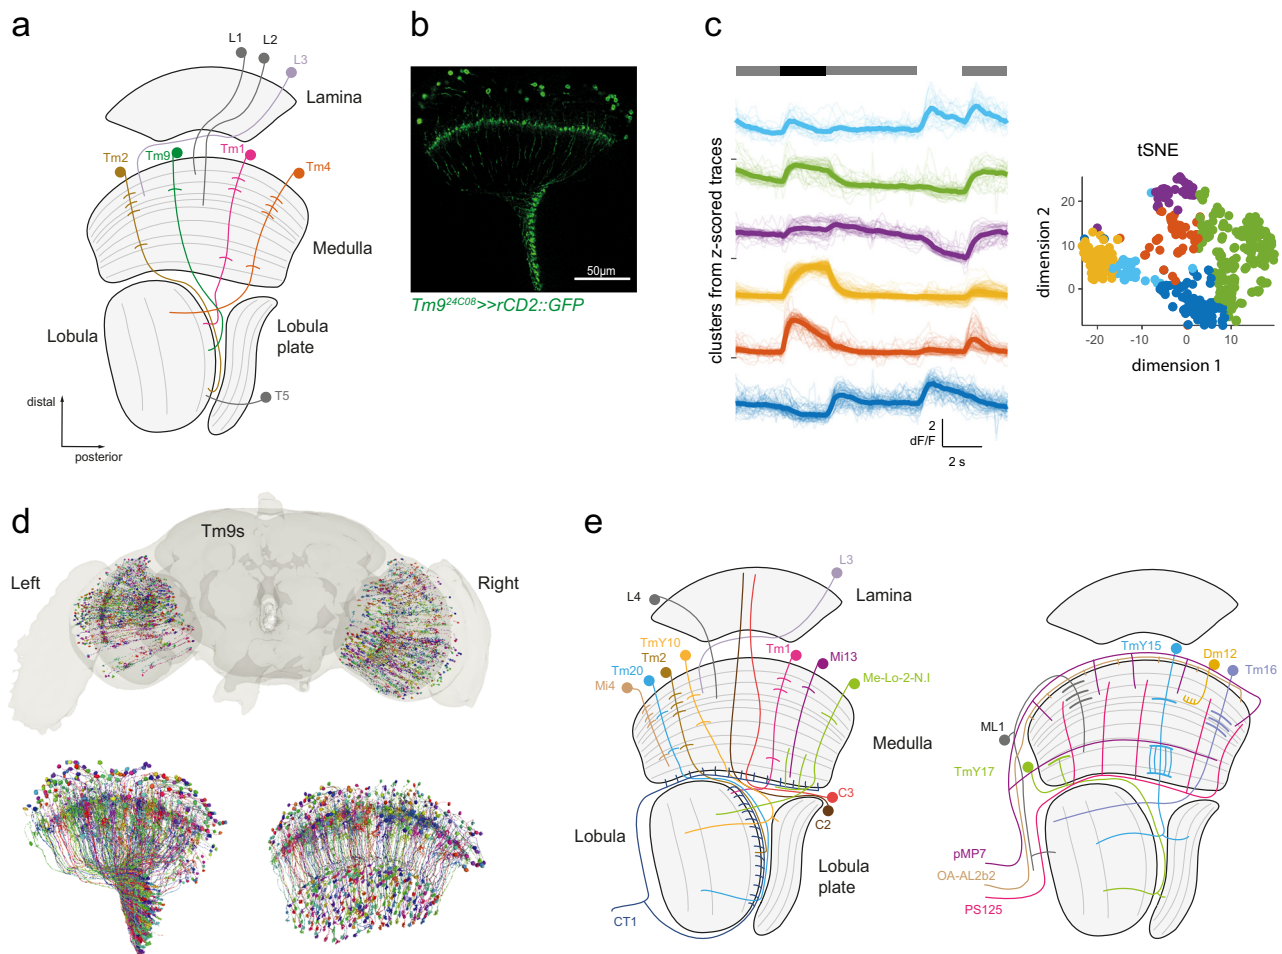 a
L1
L2
L3
Lamina
Tm2
Tm9
Tm1
Tm4
Medulla
Lobula
Lobula
plate
T5
distal
posterior
b
50µm
Tm9²⁴ᶜ⁰⁸>>rCD2::GFP
c
clusters from z-scored traces
2
dF/F
2 s
tSNE
dimension 2
20
10
0
-20
-10
0
10
dimension 1
d
Tm9s
Left
Right
e
L3
L4
Lamina
TmY10
Tm2
Tm20
Mi4
Tm1
Mi13
Me-Lo-2-N.I
Medulla
C3
C2
Lobula
Lobula
plate
CT1
TmY15
Dm12
Tm16
ML1
TmY17
pMP7
OA-AL2b2
PS125